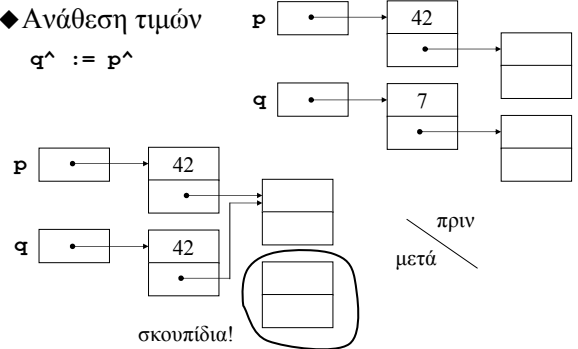 ◆Ανάθεση τιμών
q^ := p^
p
42
q
7
p
42
q
42
πριν
μετά
σκουπίδια!